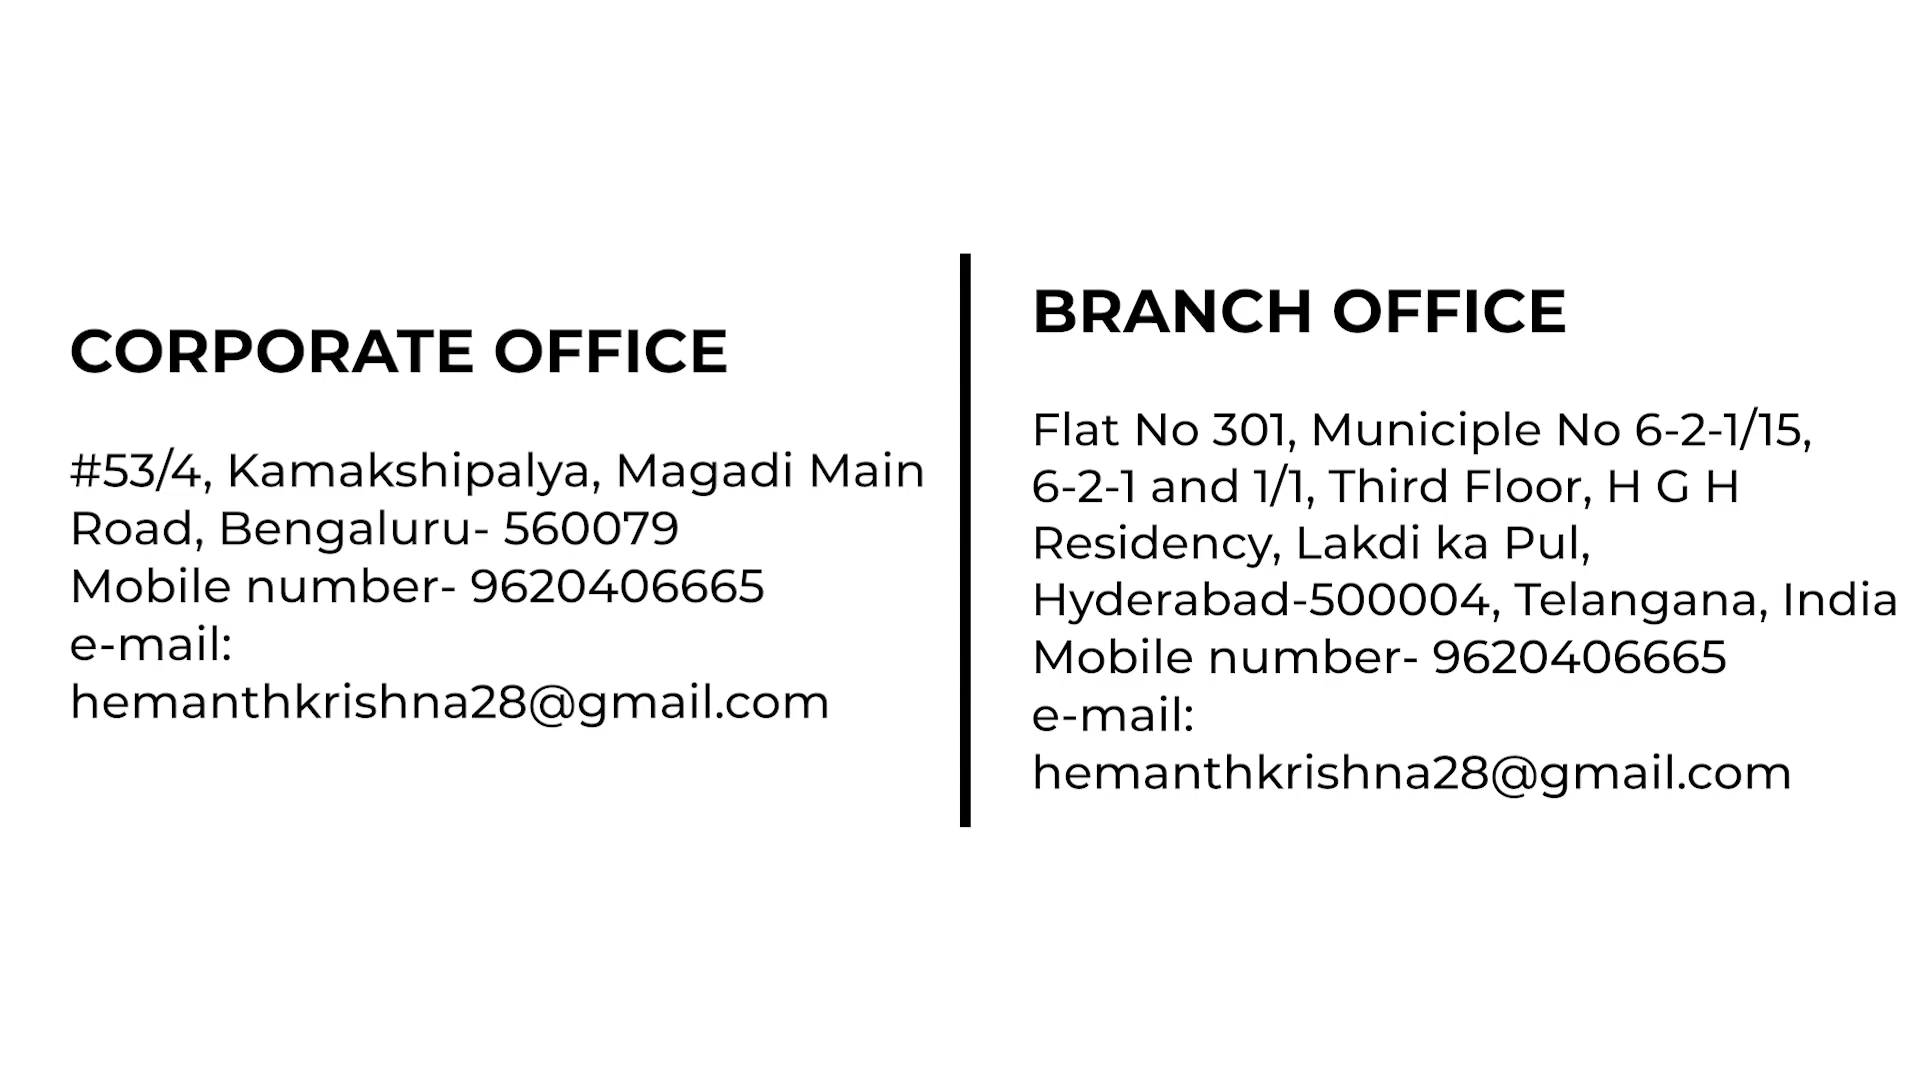 CORPORATE OFFICE
#53/4, Kamakshipalya, Magadi Main
Road, Bengaluru- 560079
Mobile number- 9620406665
e-mail:
hemanthkrishna28@gmail.com
BRANCH OFFICE
Flat No 301, Municiple No 6-2-1/15,
6-2-1 and 1/1, Third Floor, H G H
Residency, Lakdi ka Pul,
Hyderabad-500004, Telangana, India
Mobile number- 9620406665
e-mail:
hemanthkrishna28@gmail.com